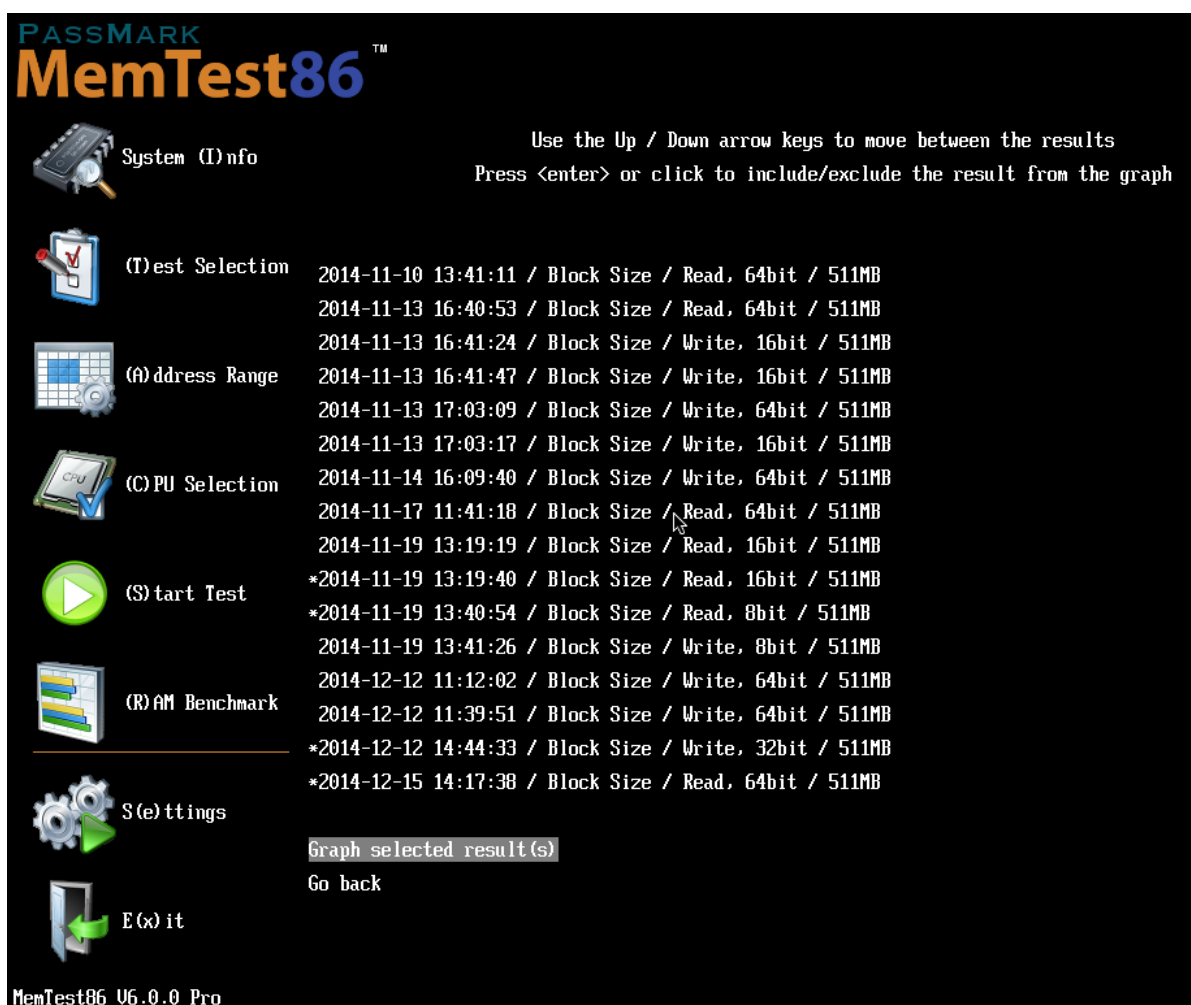 PASSMARK
MemTest86™
Use the Up / Down arrow keys to move between the results
Press <enter> or click to include/exclude the result from the graph
System (I)nfo
(T)est Selection
(A)ddress Range
(C)PU Selection
CPU
(S)tart Test
(R)AM Benchmark
S(e)ttings
E(x)it
2014-11-10 13:41:11 / Block Size / Read, 64bit / 511MB
2014-11-13 16:40:53 / Block Size / Read, 64bit / 511MB
2014-11-13 16:41:24 / Block Size / Write, 16bit / 511MB
2014-11-13 16:41:47 / Block Size / Write, 16bit / 511MB
2014-11-13 17:03:09 / Block Size / Write, 64bit / 511MB
2014-11-13 17:03:17 / Block Size / Write, 16bit / 511MB
2014-11-14 16:09:40 / Block Size / Write, 64bit / 511MB
2014-11-17 11:41:18 / Block Size / Read, 64bit / 511MB
2014-11-19 13:19:19 / Block Size / Read, 16bit / 511MB
*2014-11-19 13:19:40 / Block Size / Read, 16bit / 511MB
*2014-11-19 13:40:54 / Block Size / Read, 8bit / 511MB
2014-11-19 13:41:26 / Block Size / Write, 8bit / 511MB
2014-12-12 11:12:02 / Block Size / Write, 64bit / 511MB
2014-12-12 11:39:51 / Block Size / Write, 64bit / 511MB
*2014-12-12 14:44:33 / Block Size / Write, 32bit / 511MB
*2014-12-15 14:17:38 / Block Size / Read, 64bit / 511MB
Graph selected result(s)
Go back
MemTest86 V6.0.0 Pro